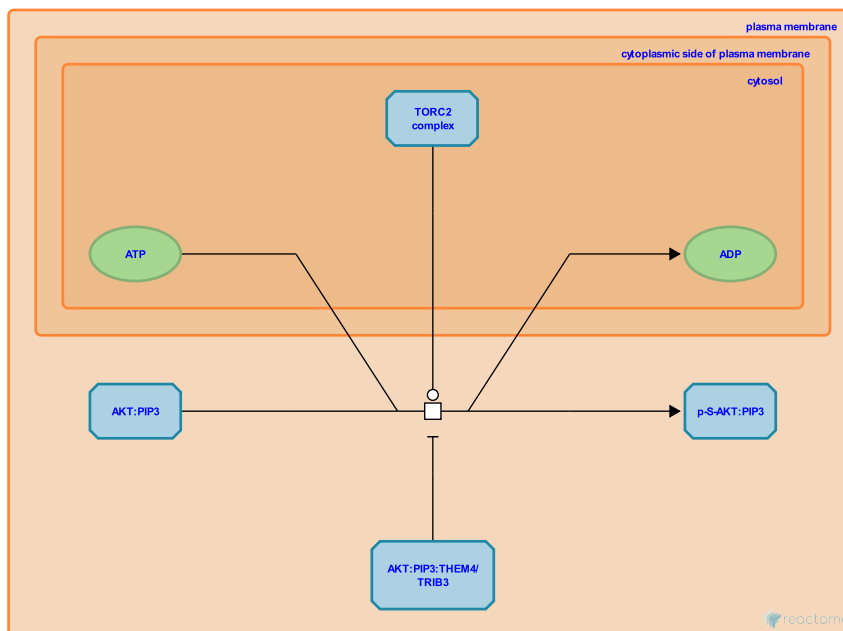 plasma membrane
cytoplasmic side of plasma membrane
cytosol
TORC2
complex
ATP
ADP
AKT:PIP3
p-S-AKT:PIP3
AKT:PIP3:THEM4/
TRIB3
reactome